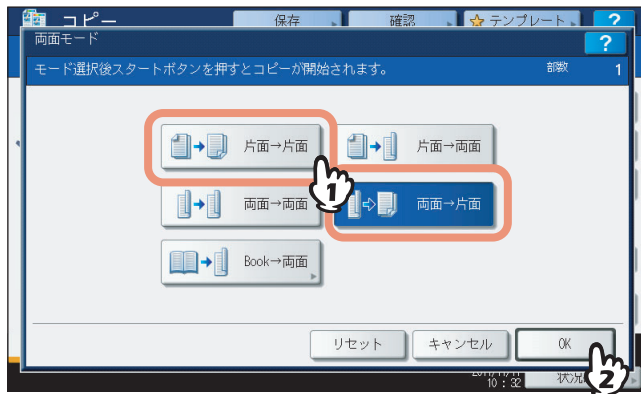 コピー 保存 確認 テンプレート ?
両面モード ?
モード選択後スタートボタンを押すとコピーが開始されます。 部数 1
片面→片面 片面→両面
1
両面→両面 両面→片面
Book→両面
リセット キャンセル OK
10:32 状況
2